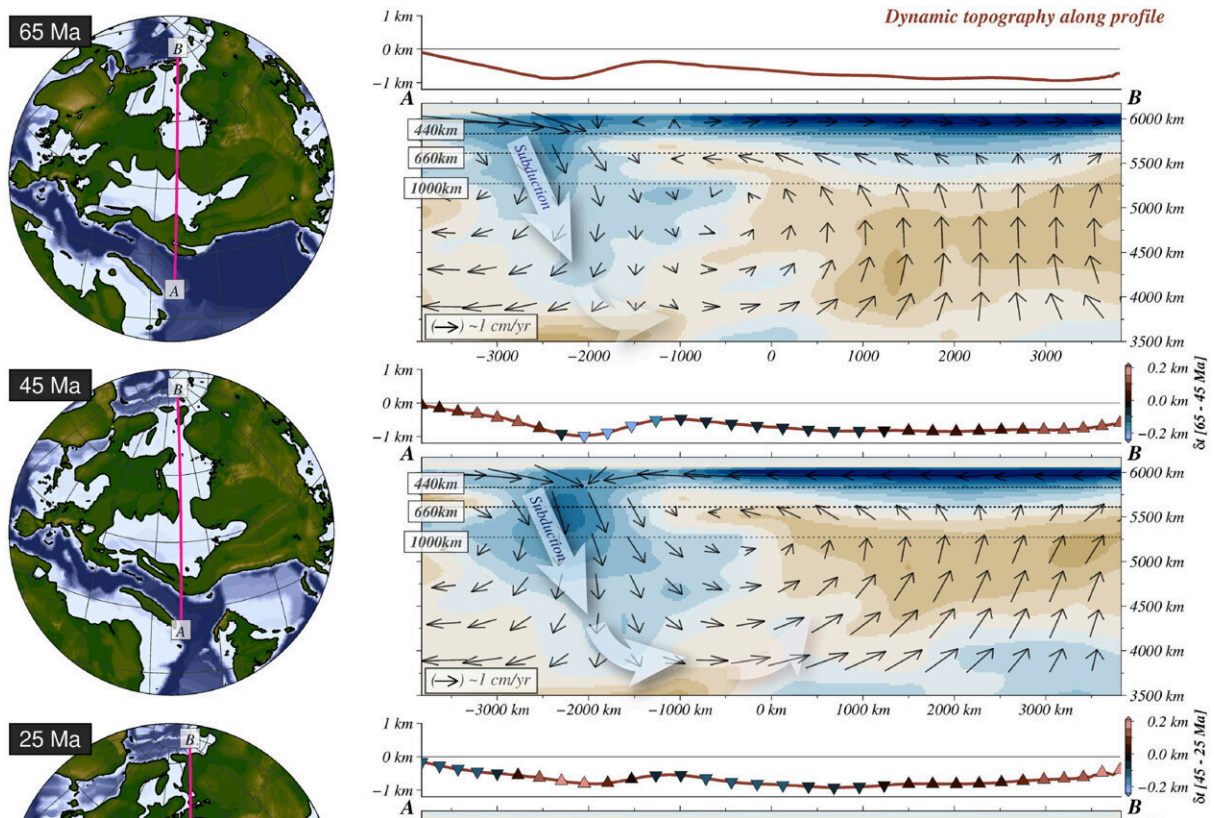 65 Ma
B
A
1 km
0 km
−1 km
Dynamic topography along profile
A
B
440km
660km
1000km
Subduction
(→) ~1 cm/yr
6000 km
5500 km
5000 km
4500 km
4000 km
3500 km
−3000 −2000 −1000 0 1000 2000 3000
45 Ma
B
A
1 km
0 km
−1 km
0.2 km
0.0 km
−0.2 km
δt [65 - 45 Ma]
A
B
440km
660km
1000km
Subduction
(→) ~1 cm/yr
6000 km
5500 km
5000 km
4500 km
4000 km
3500 km
−3000 km −2000 km −1000 km 0 km 1000 km 2000 km 3000 km
25 Ma
B
1 km
0 km
−1 km
0.2 km
0.0 km
−0.2 km
δt [45 - 25 Ma]
A
B